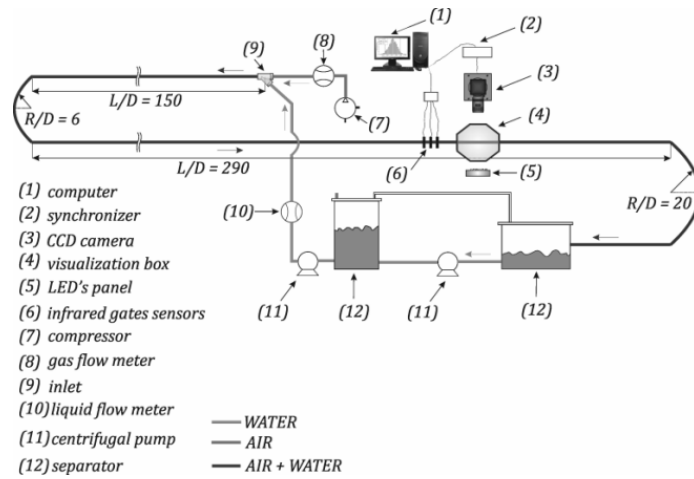 (1)
(2)
(9)
(8)
(3)
L/D = 150
R/D = 6
(7)
(4)
L/D = 290
(6)
(5)
R/D = 20
(1) computer
(2) synchronizer
(3) CCD camera
(4) visualization box
(5) LED's panel
(6) infrared gates sensors
(7) compressor
(8) gas flow meter
(9) inlet
(10) liquid flow meter
(11) centrifugal pump
(12) separator
(10)
(11)
(12)
(11)
(12)
WATER
AIR
AIR + WATER